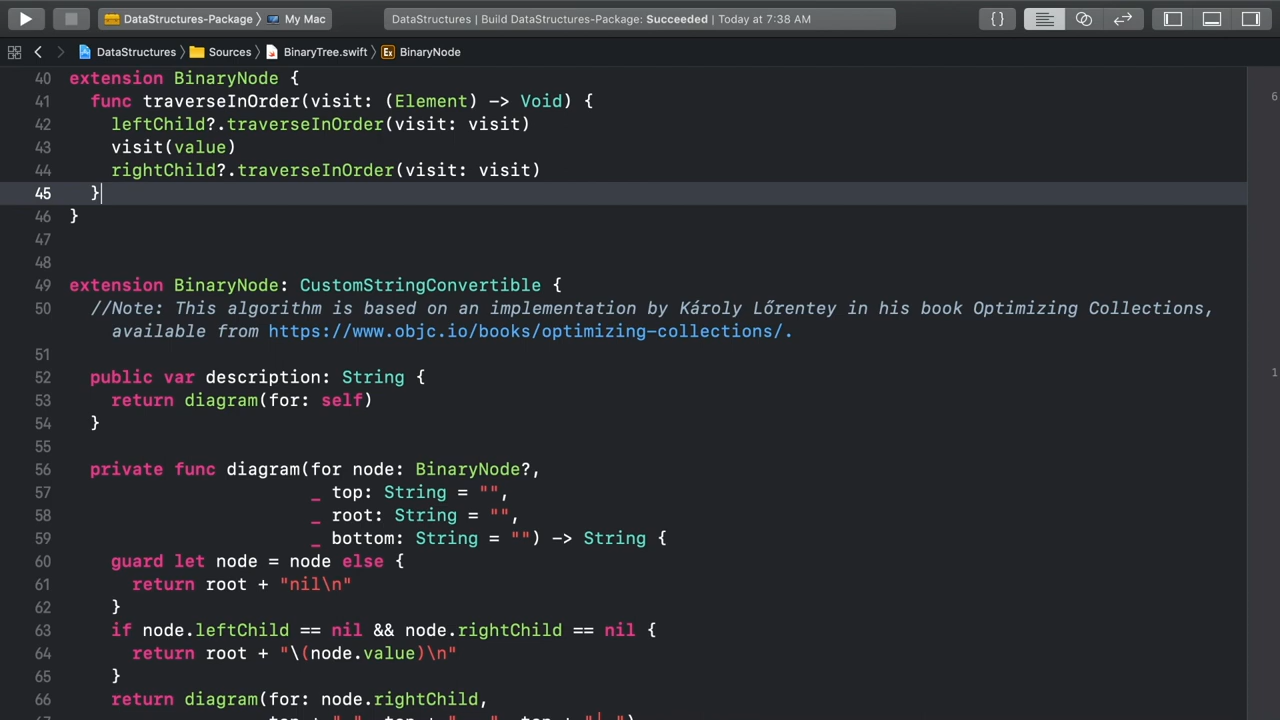 DataStructures-Package 〉 My Mac
DataStructures | Build DataStructures-Package: Succeeded | Today at 7:38 AM
{}
DataStructures 〉 Sources 〉 BinaryTree.swift 〉 Ex BinaryNode
40 extension BinaryNode {
41   func traverseInOrder(visit: (Element) -> Void) {
42     leftChild?.traverseInOrder(visit: visit)
43     visit(value)
44     rightChild?.traverseInOrder(visit: visit)
45   }
46 }
47
48
49 extension BinaryNode: CustomStringConvertible {
50   //Note: This algorithm is based on an implementation by Károly Lőrentey in his book Optimizing Collections,
available from https://www.objc.io/books/optimizing-collections/.
51
52   public var description: String {
53     return diagram(for: self)
54   }
55
56   private func diagram(for node: BinaryNode?,
57                        _ top: String = "",
58                        _ root: String = "",
59                        _ bottom: String = "") -> String {
60     guard let node = node else {
61       return root + "nil\n"
62     }
63     if node.leftChild == nil && node.rightChild == nil {
64       return root + "\(node.value)\n"
65     }
66     return diagram(for: node.rightChild,
6
1